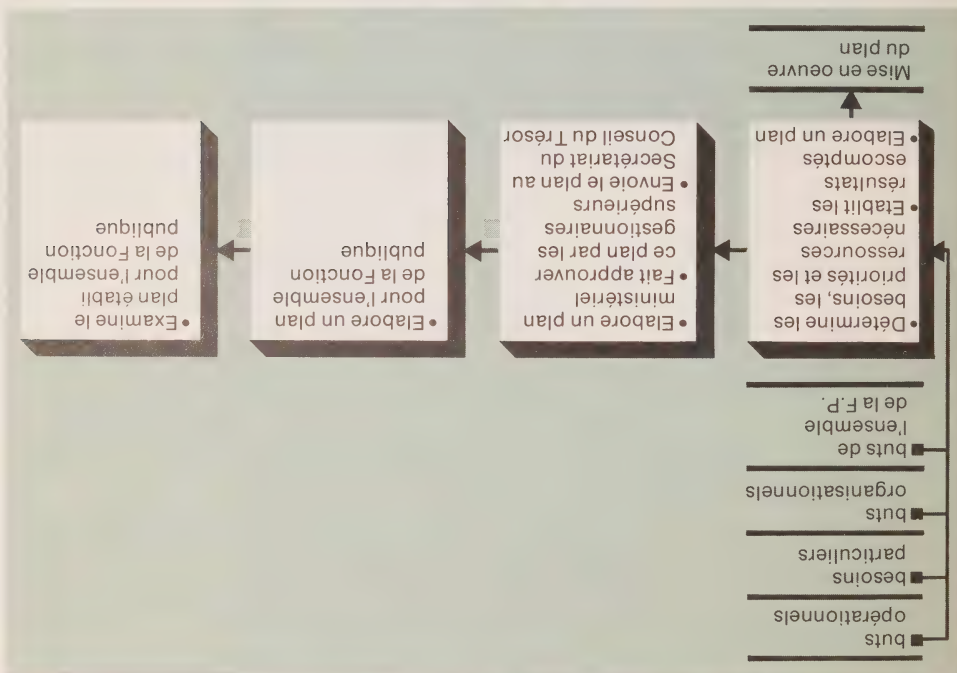 buts
opérationnels
besoins
particuliers
buts
organisationnels
buts de
l'ensemble
de la F.P.
• Détermine les
besoins, les
priorités et les
ressources
nécessaires
• Etablit les
résultats
escomptés
• Elabore un plan
• Elabore un plan
ministériel
• Fait approuver
ce plan par les
gestionnaires
supérieurs
• Envoie le plan au
Secrétariat du
Conseil du Trésor
• Elabore un plan
pour l'ensemble
de la Fonction
publique
• Examine le
plan établi
pour l'ensemble
de la Fonction
publique
Mise en oeuvre
du plan